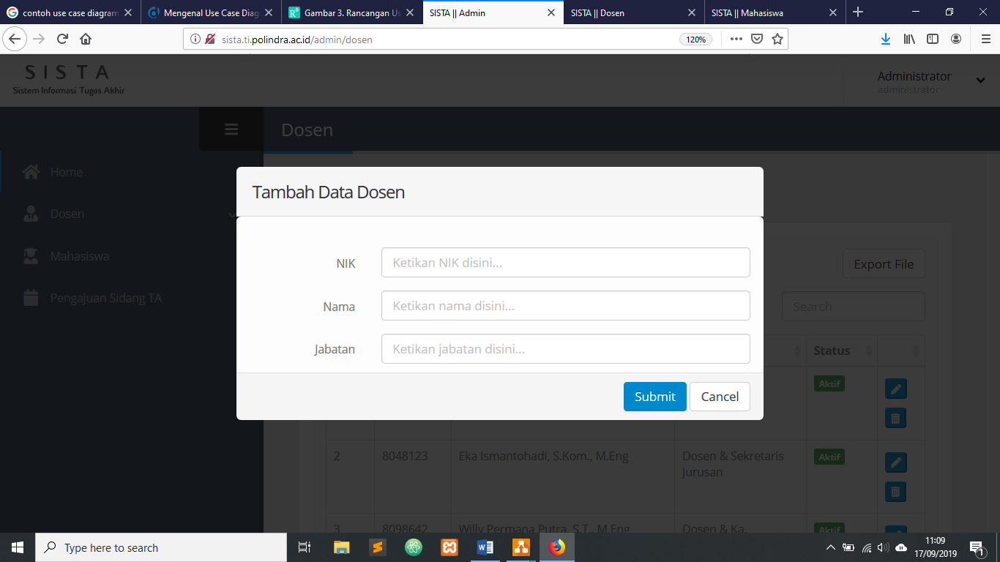 contoh use case diagram
Mengenal Use Case Diag
Gambar 3. Rancangan Us
SISTA || Admin
SISTA || Dosen
SISTA || Mahasiswa
sista.ti.polindra.ac.id/admin/dosen
120%
SISTA
Sistem Informasi Tugas Akhir
Administrator
administrator
Dosen
Home
Dosen
Mahasiswa
Pengajuan Sidang TA
Tambah Data Dosen
NIK
Ketikan NIK disini...
Nama
Ketikan nama disini...
Jabatan
Ketikan jabatan disini...
Submit
Cancel
Export File
Search
Status
Aktif
2
8048123
Eka Ismantohadi, S.Kom., M.Eng
Dosen & Sekretaris
Jurusan
Aktif
3
8098642
Willy Permana Putra, S.T., M.Eng
Dosen & Ka.
Aktif
Type here to search
11:09
17/09/2019
1